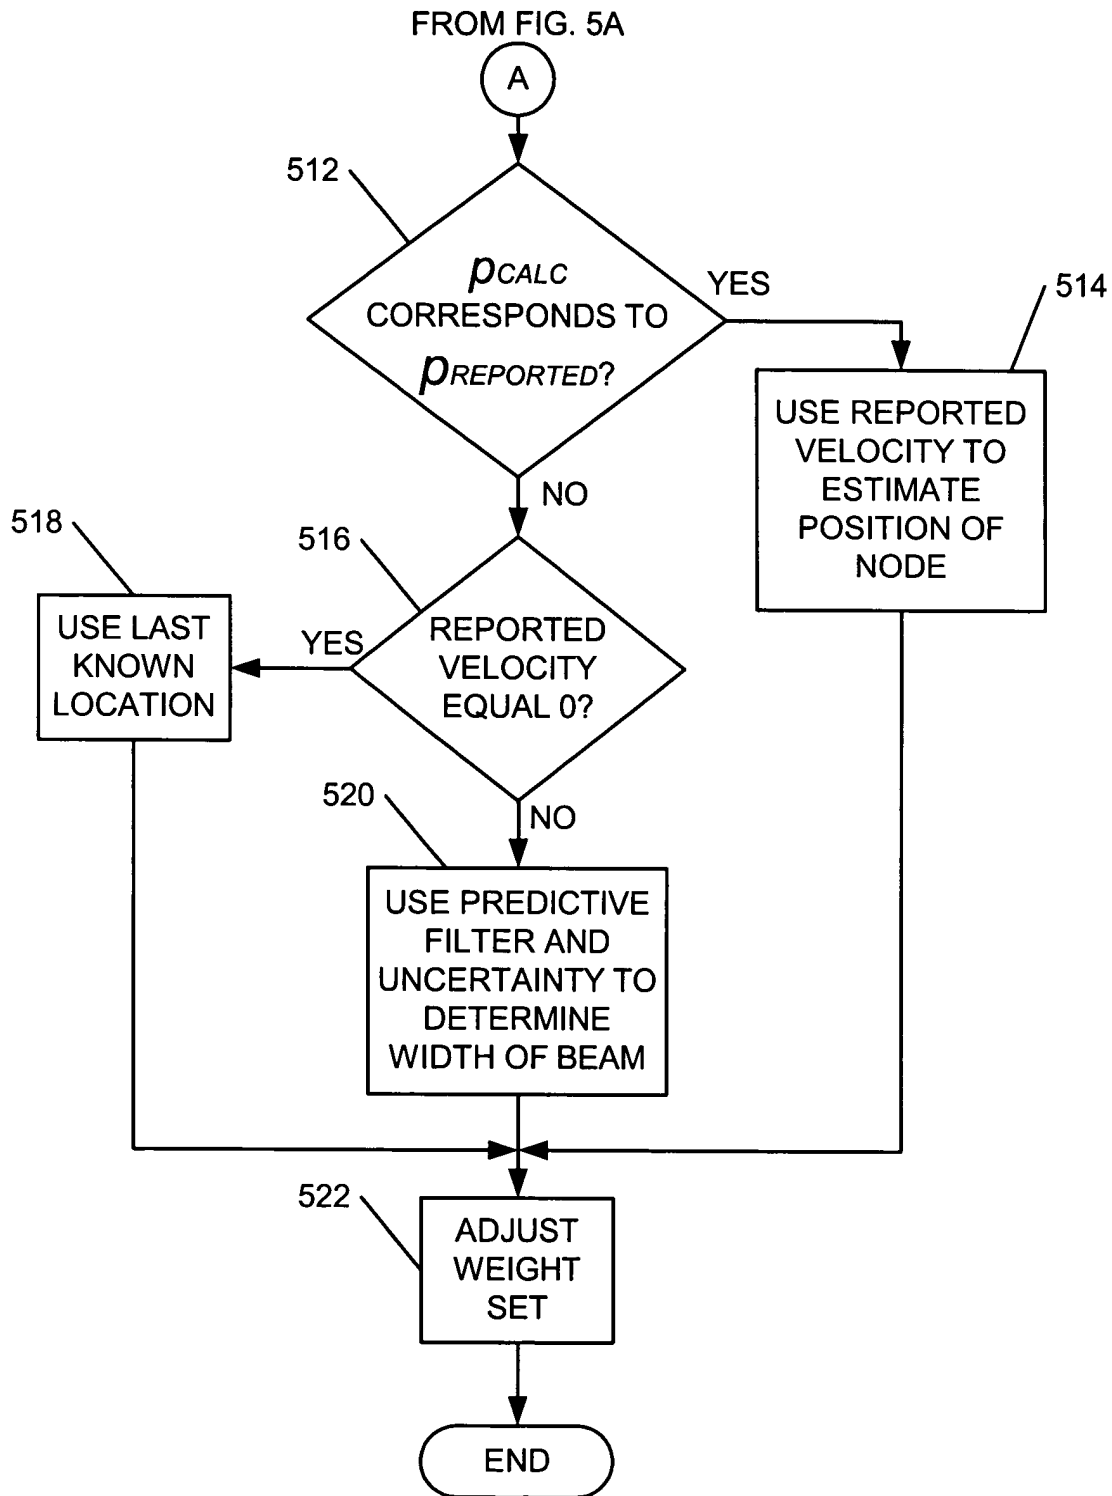 FROM FIG. 5A
A
512
pCALC
CORRESPONDS TO
pREPORTED?
YES
514
USE REPORTED
VELOCITY TO
ESTIMATE
POSITION OF
NODE
NO
516
REPORTED
VELOCITY
EQUAL 0?
YES
518
USE LAST
KNOWN
LOCATION
NO
520
USE PREDICTIVE
FILTER AND
UNCERTAINTY TO
DETERMINE
WIDTH OF BEAM
522
ADJUST
WEIGHT
SET
END